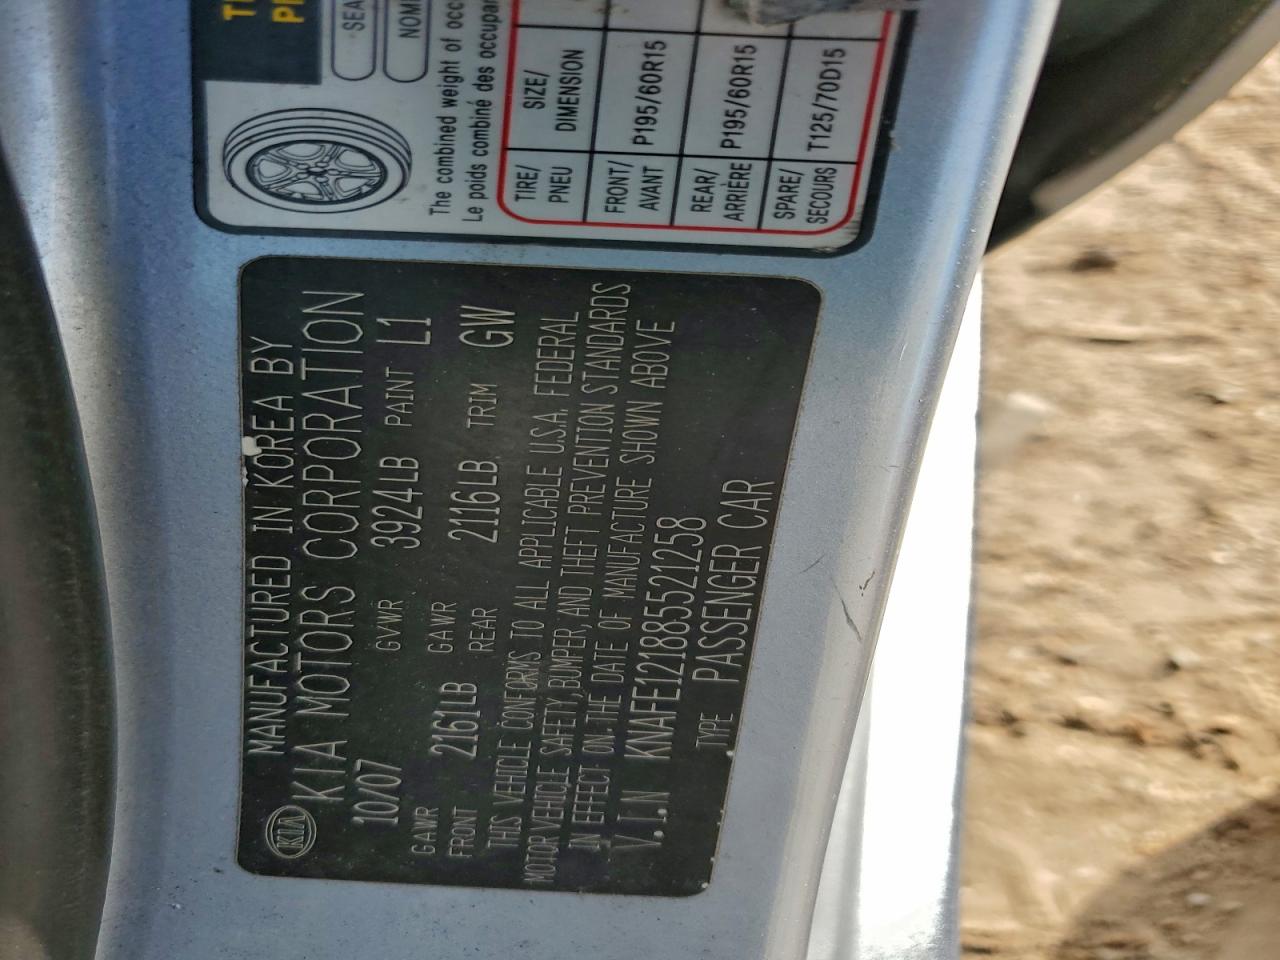 MANUFACTURED IN KOREA BY
KIA KIA MOTORS CORPORATION
10/07 GVWR 3924LB PAINT L1
GAWR FRONT 2161LB GAWR REAR 2116LB TRIM GW
THIS VEHICLE CONFORMS TO ALL APPLICABLE U.S.A. FEDERAL
MOTOR VEHICLE SAFETY, BUMPER, AND THEFT PREVENTION STANDARDS
IN EFFECT ON THE DATE OF MANUFACTURE SHOWN ABOVE
V.I.N KNAFE121885521258
TYPE PASSENGER CAR
The combined weight of
Le poids combiné des
TIRE/PNEU SIZE/DIMENSION
FRONT/AVANT P195/60R15
REAR/ARRIÈRE P195/60R15
SPARE/SECOURS T125/70D15